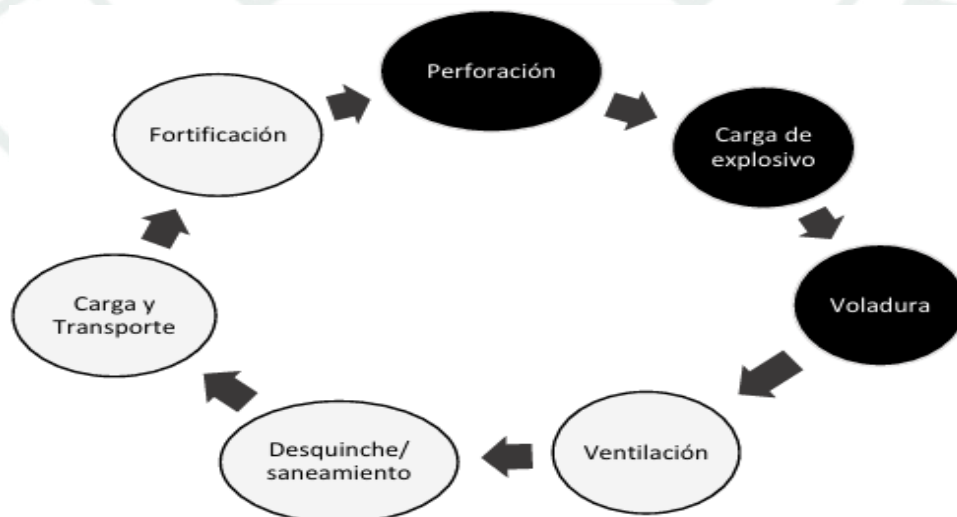 Perforación
Carga de
explosivo
Voladura
Ventilación
Desquinche/
saneamiento
Carga y
Transporte
Fortificación